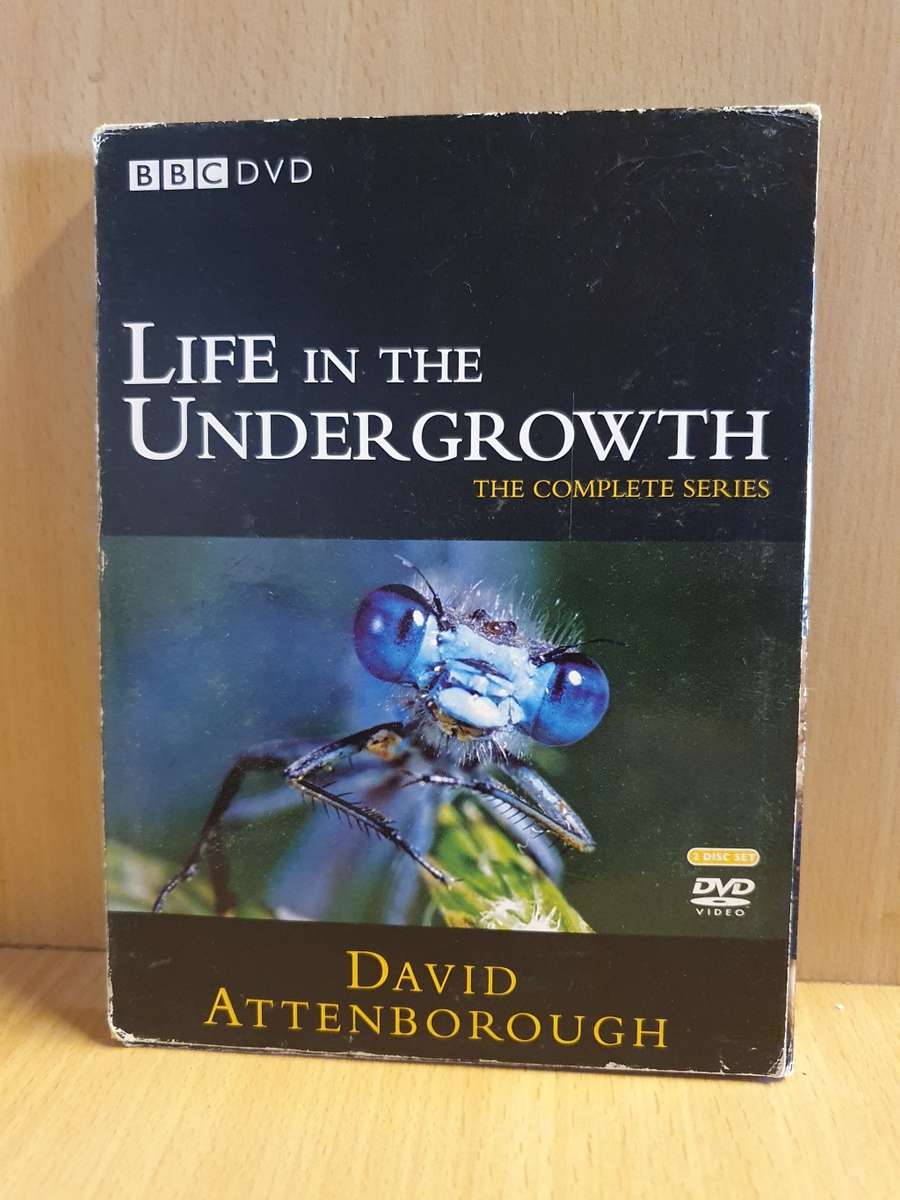 BBC DVD
LIFE IN THE
UNDERGROWTH
THE COMPLETE SERIES
2 DISC SET
DVD
VIDEO
DAVID
ATTENBOROUGH